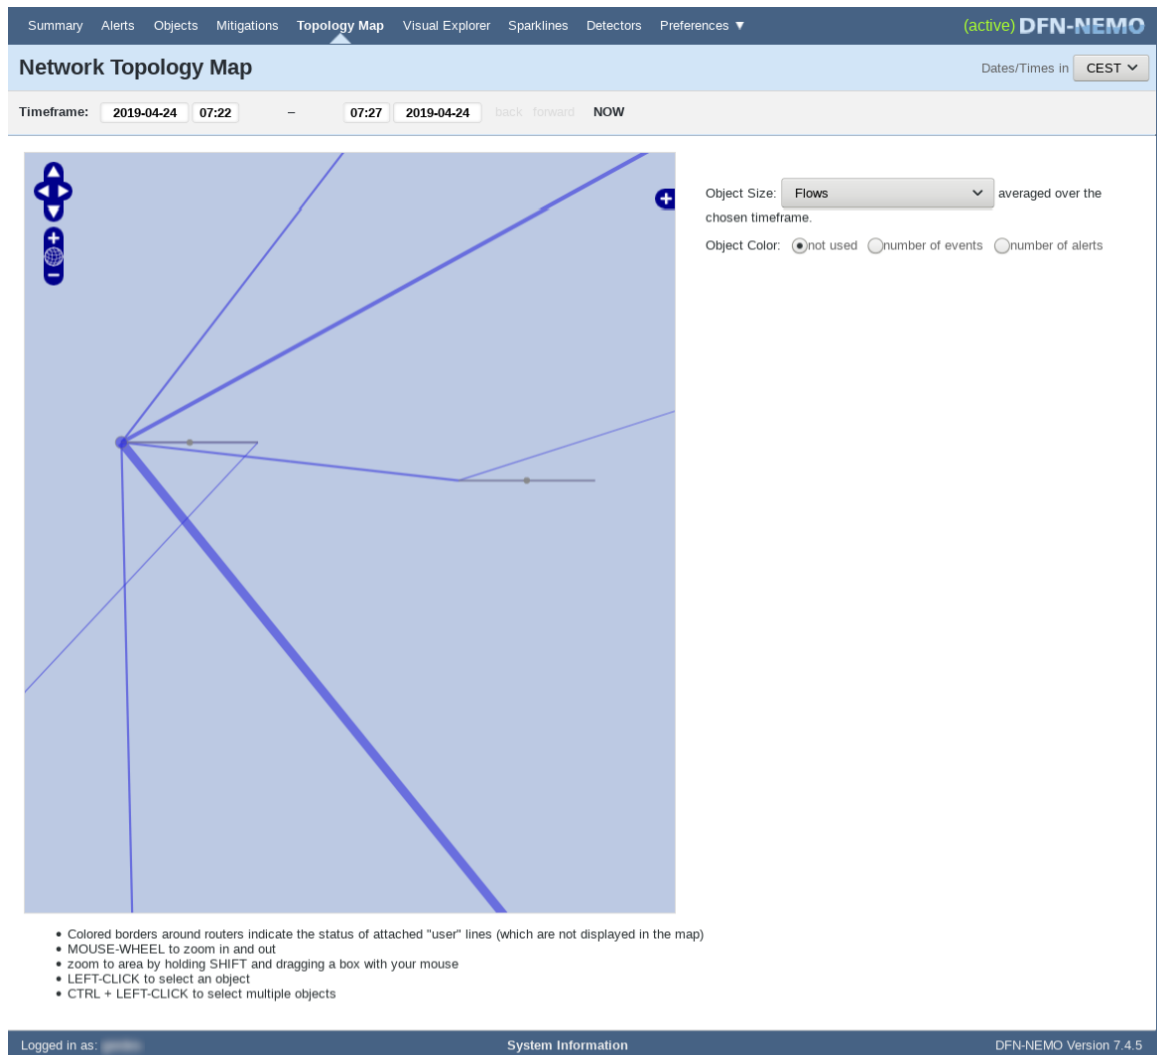 Summary Alerts Objects Mitigations Topology Map Visual Explorer Sparklines Detectors Preferences ▼ (active) DFN-NEMO
Network Topology Map Dates/Times in CEST
Timeframe: 2019-04-24 07:22 – 07:27 2019-04-24 back forward NOW
Object Size: Flows averaged over the
chosen timeframe.
Object Color: not used number of events number of alerts
• Colored borders around routers indicate the status of attached "user" lines (which are not displayed in the map)
• MOUSE-WHEEL to zoom in and out
• zoom to area by holding SHIFT and dragging a box with your mouse
• LEFT-CLICK to select an object
• CTRL + LEFT-CLICK to select multiple objects
Logged in as: System Information DFN-NEMO Version 7.4.5